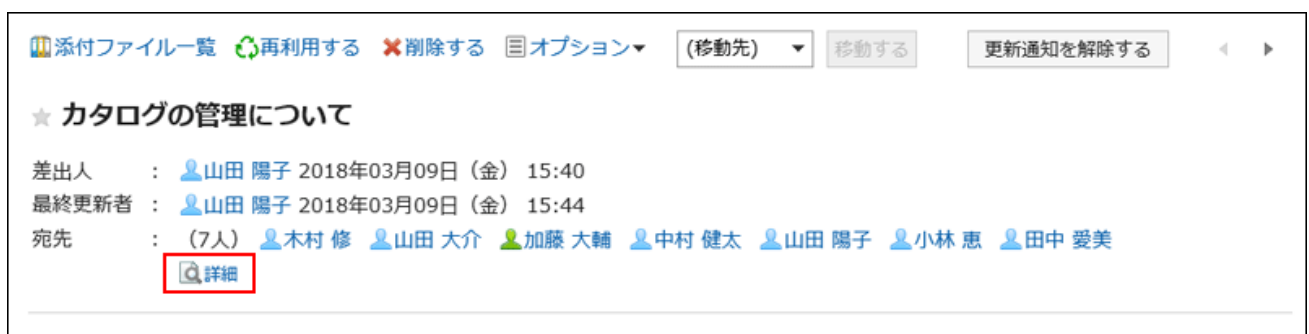 添付ファイル一覧 再利用する 削除する オプション▼ (移動先) ▼ 移動する 更新通知を解除する
カタログの管理について
差出人 : 山田 陽子 2018年03月09日（金） 15:40
最終更新者 : 山田 陽子 2018年03月09日（金） 15:44
宛先 : (7人) 木村 修 山田 大介 加藤 大輔 中村 健太 山田 陽子 小林 恵 田中 愛美
詳細